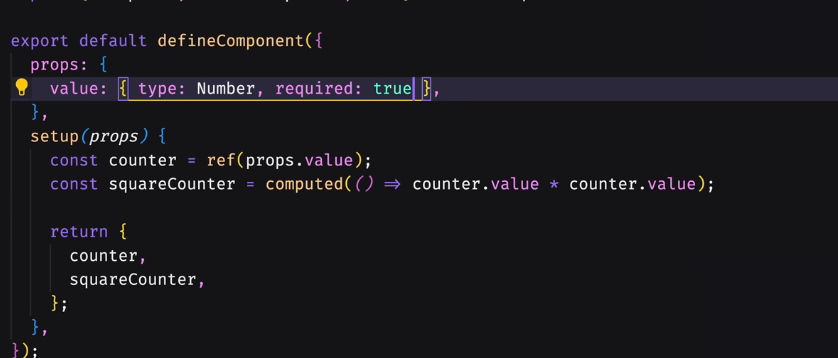 export default defineComponent({
  props: {
    value: { type: Number, required: true },
  },
  setup(props) {
    const counter = ref(props.value);
    const squareCounter = computed(() => counter.value * counter.value);

    return {
      counter,
      squareCounter,
    };
  },
});